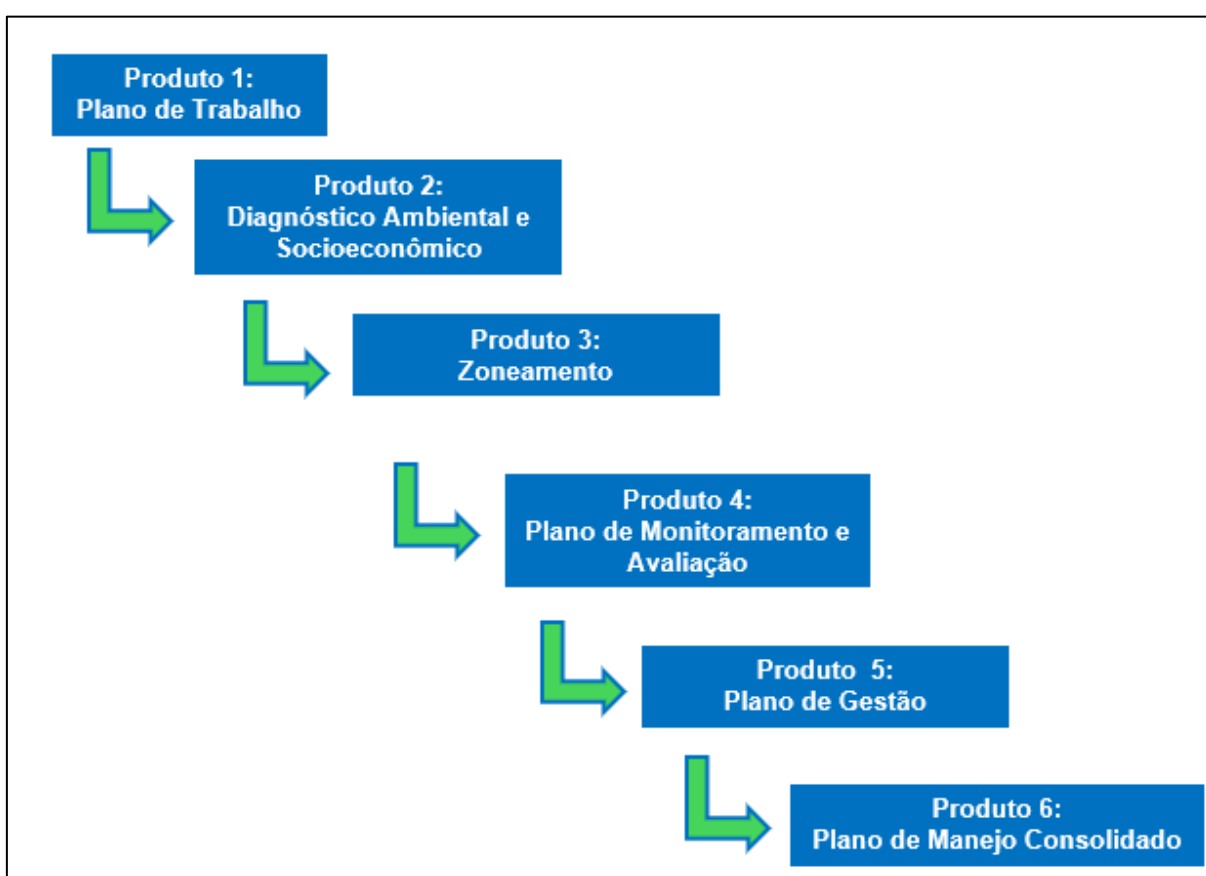 Produto 1:
Plano de Trabalho
Produto 2:
Diagnóstico Ambiental e
Socioeconômico
Produto 3:
Zoneamento
Produto 4:
Plano de Monitoramento e
Avaliação
Produto  5:
Plano de Gestão
Produto 6:
Plano de Manejo Consolidado